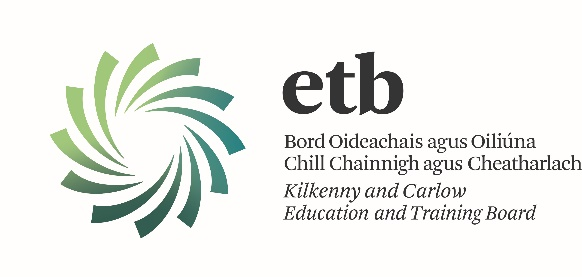 etb
Bord Oideachais agus Oiliúna
Chill Chainnigh agus Cheatharlach
Kilkenny and Carlow
Education and Training Board